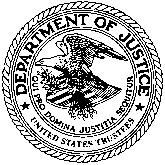 ★ DEPARTMENT OF JUSTICE ★
QUI PRO DOMINA JUSTITIA SEQUITUR
UNITED STATES TRUSTEES